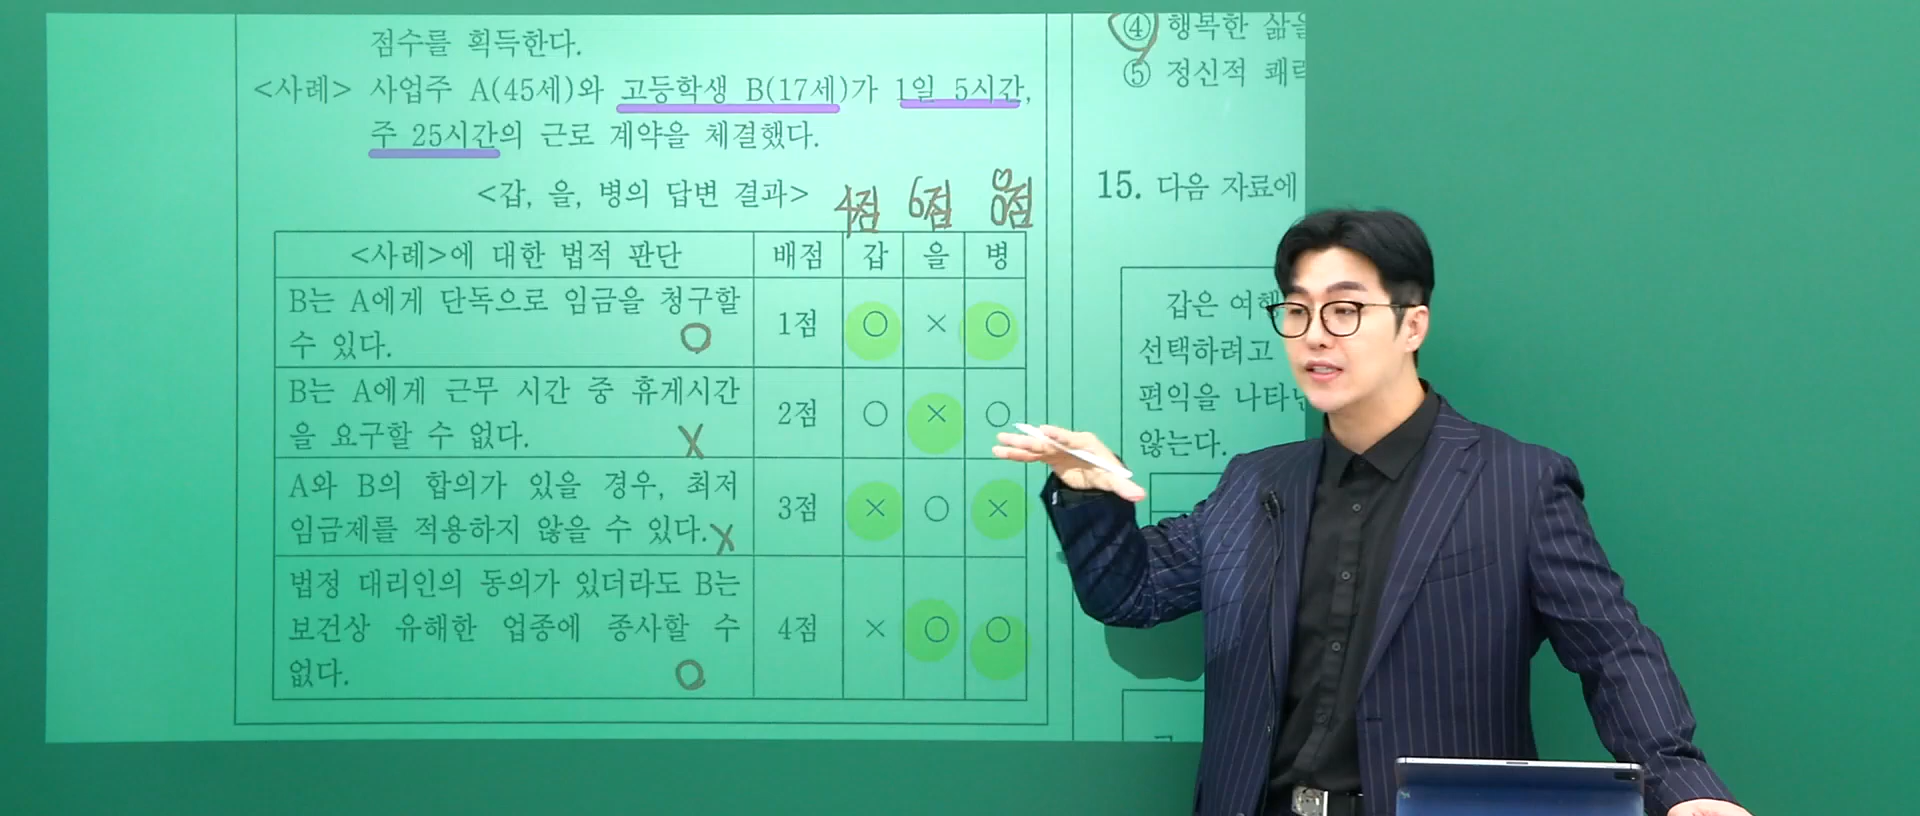 점수를 획득한다.
<사례> 사업주 A(45세)와 고등학생 B(17세)가 1일 5시간,
주 25시간의 근로 계약을 체결했다.
<갑, 을, 병의 답변 결과> 4점 6점 8점
<사례>에 대한 법적 판단 배점 갑 을 병
B는 A에게 단독으로 임금을 청구할
수 있다. ○ 1점 ○ × ○
B는 A에게 근무 시간 중 휴게시간
을 요구할 수 없다. X 2점 ○ × ○
A와 B의 합의가 있을 경우, 최저
임금제를 적용하지 않을 수 있다. X 3점 × ○ ×
법정 대리인의 동의가 있더라도 B는
보건상 유해한 업종에 종사할 수
없다. ○ 4점 × ○ ○
④ 행복한 삶을
⑤ 정신적 쾌락
15. 다음 자료에
갑은 여행
선택하려고
편익을 나타낸
않는다.